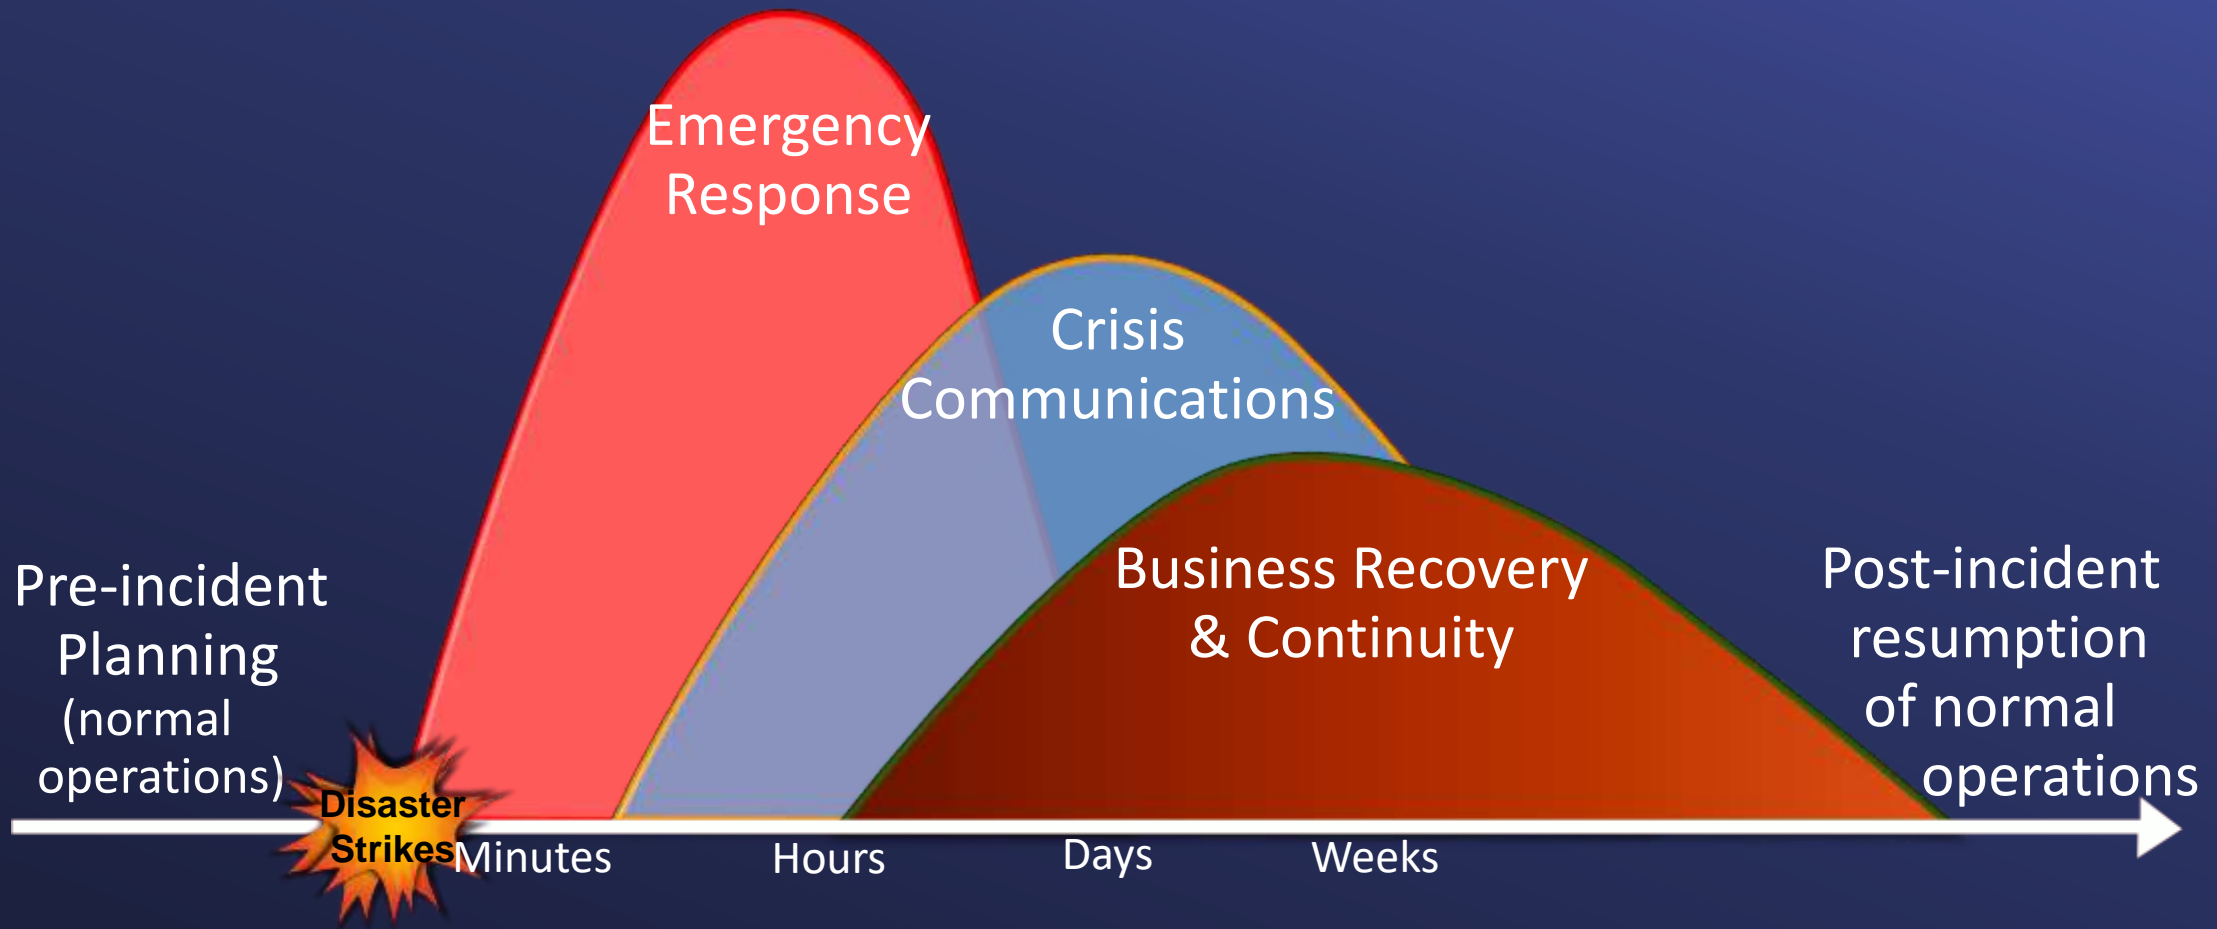 Emergency
Response
Crisis
Communications
Business Recovery
& Continuity
Pre-incident
Planning
(normal
operations)
Post-incident
resumption
of normal
operations
Disaster
Strikes
Minutes
Hours
Days
Weeks